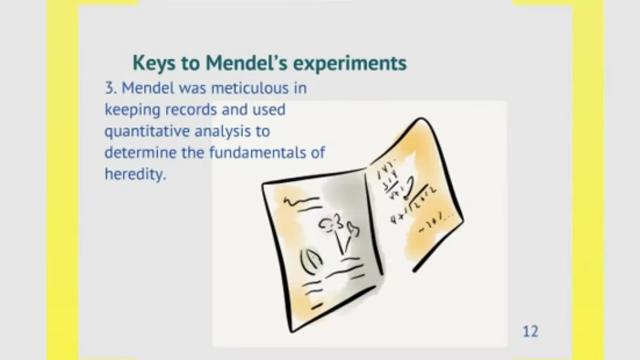 Keys to Mendel's experiments
3. Mendel was meticulous in
keeping records and used
quantitative analysis to
determine the fundamentals of
heredity.
12